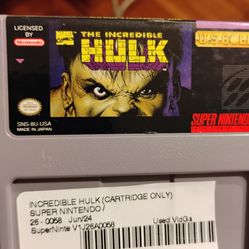 LICENSED
BY
Nintendo
MARVEL
THE INCREDIBLE
HULK
SNS-8U-USA
MADE IN JAPAN
SUPER NINTENDO
INCREDIBLE HULK (CARTRIDGE ONLY)
SUPER NINTENDO /
26 - 0058 Jun/24 Used VidGa
SuperNinte V1J26A0058